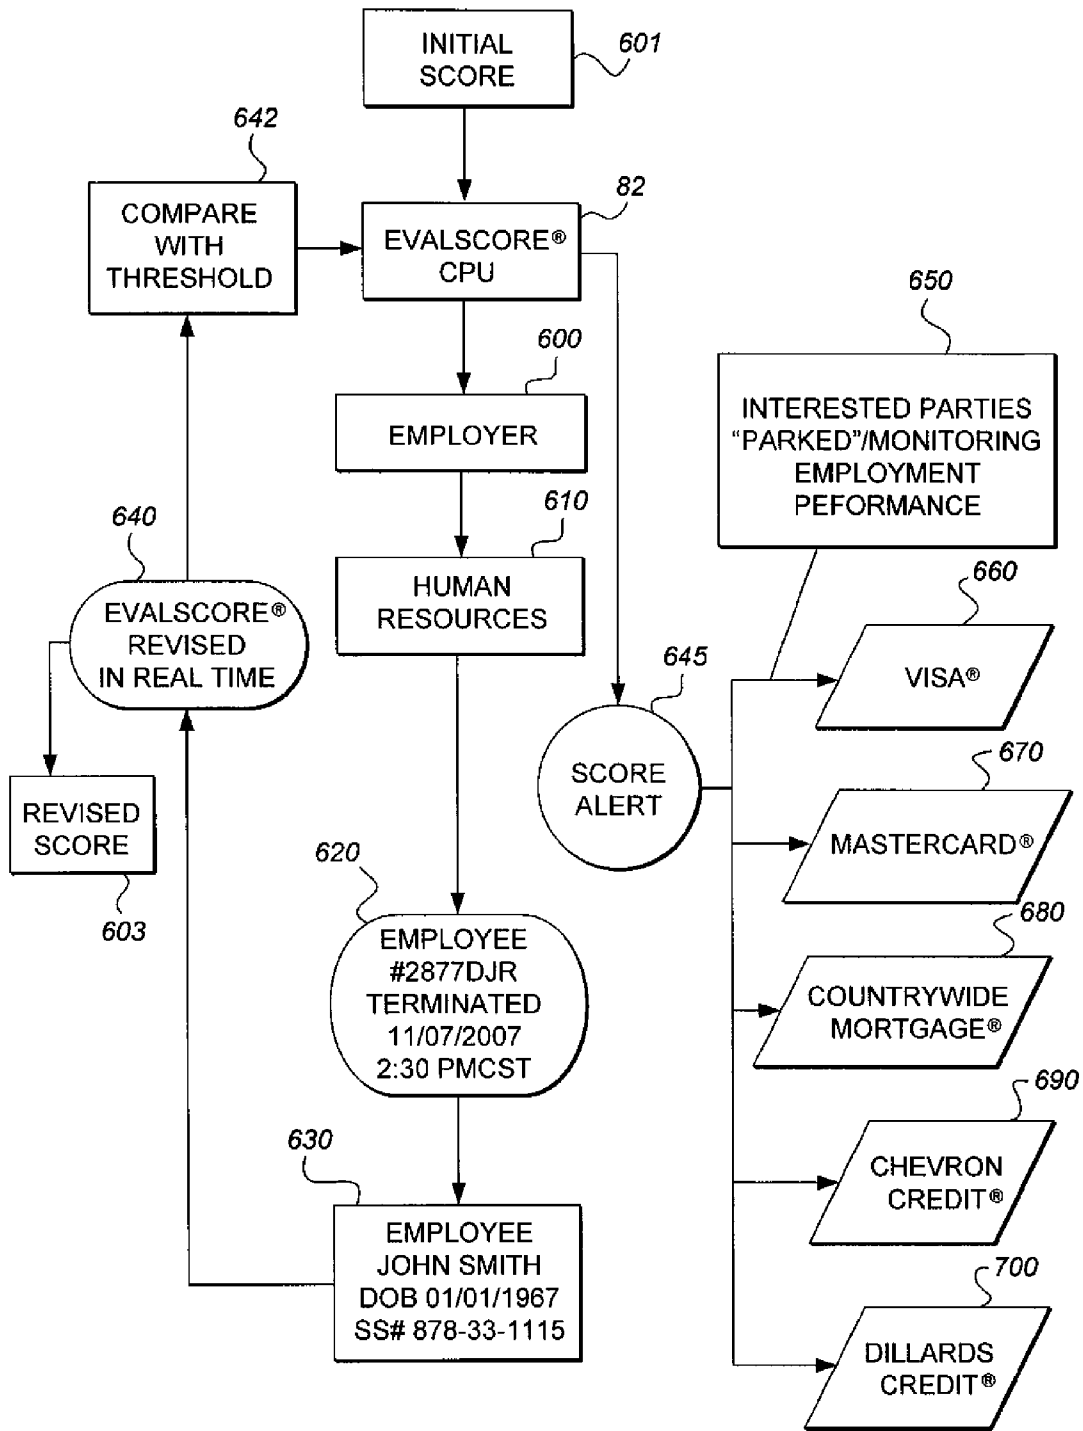 INITIAL
SCORE
601
642
COMPARE
WITH
THRESHOLD
82
EVALSCORE®
CPU
650
INTERESTED PARTIES
“PARKED”/MONITORING
EMPLOYMENT
PEFORMANCE
600
EMPLOYER
610
HUMAN
RESOURCES
640
EVALSCORE®
REVISED
IN REAL TIME
REVISED
SCORE
603
645
SCORE
ALERT
660
VISA®
670
MASTERCARD®
680
COUNTRYWIDE
MORTGAGE®
690
CHEVRON
CREDIT®
700
DILLARDS
CREDIT®
620
EMPLOYEE
#2877DJR
TERMINATED
11/07/2007
2:30 PMCST
630
EMPLOYEE
JOHN SMITH
DOB 01/01/1967
SS# 878-33-1115